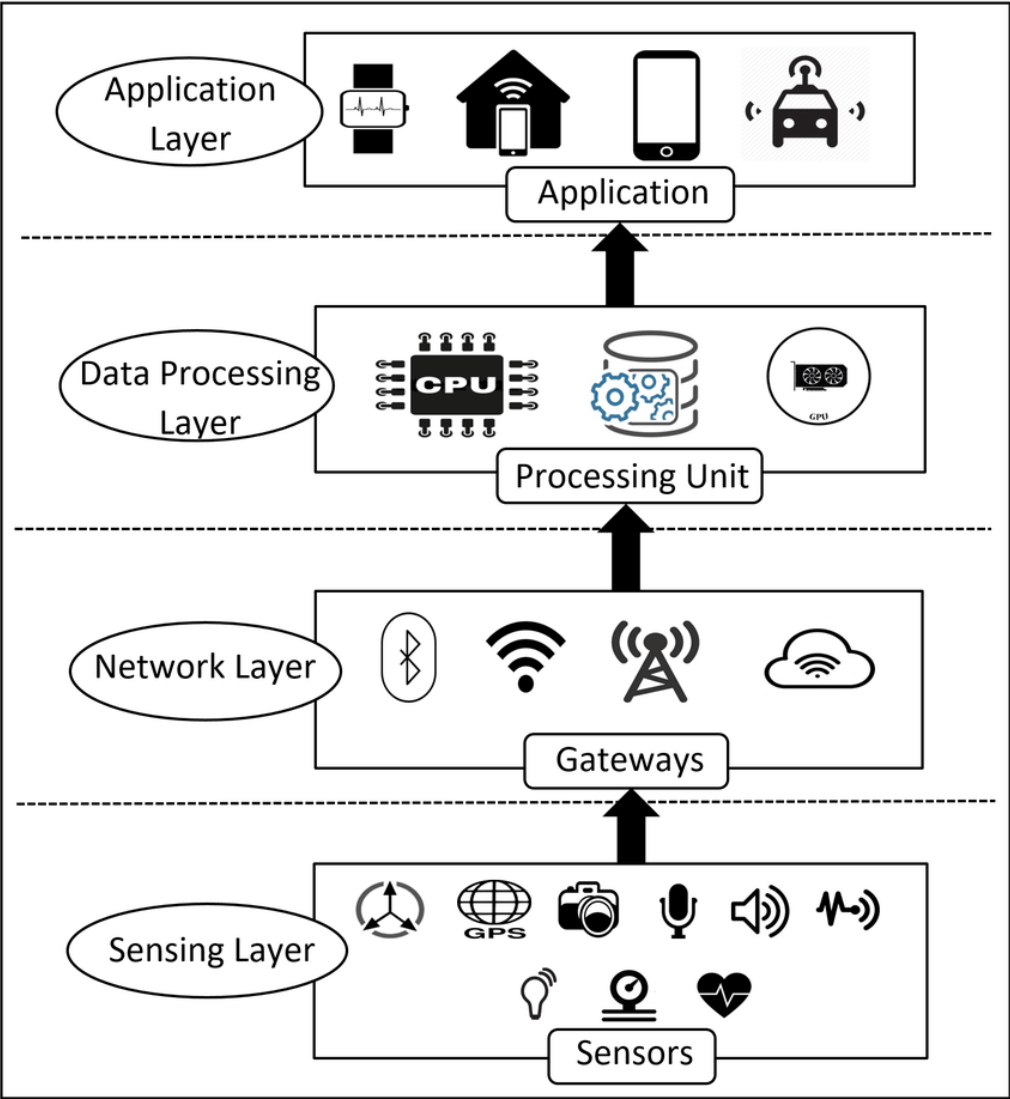 Application
Layer
Application
Data Processing
Layer
CPU
GPU
Processing Unit
Network Layer
Gateways
Sensing Layer
GPS
Sensors